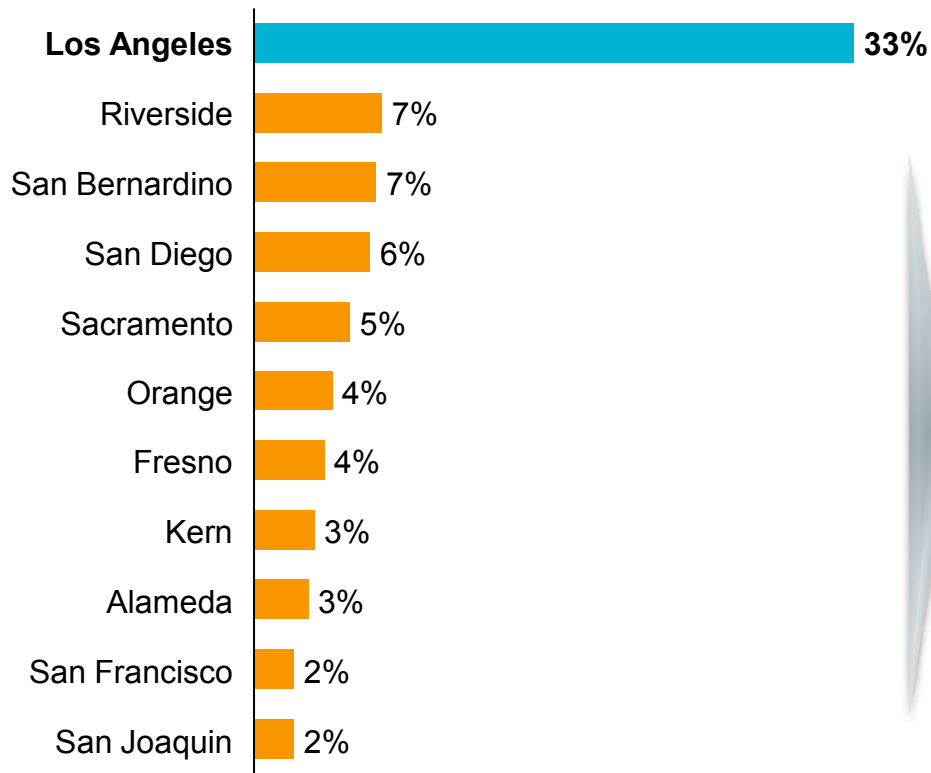 Los Angeles 33%
Riverside 7%
San Bernardino 7%
San Diego 6%
Sacramento 5%
Orange 4%
Fresno 4%
Kern 3%
Alameda 3%
San Francisco 2%
San Joaquin 2%